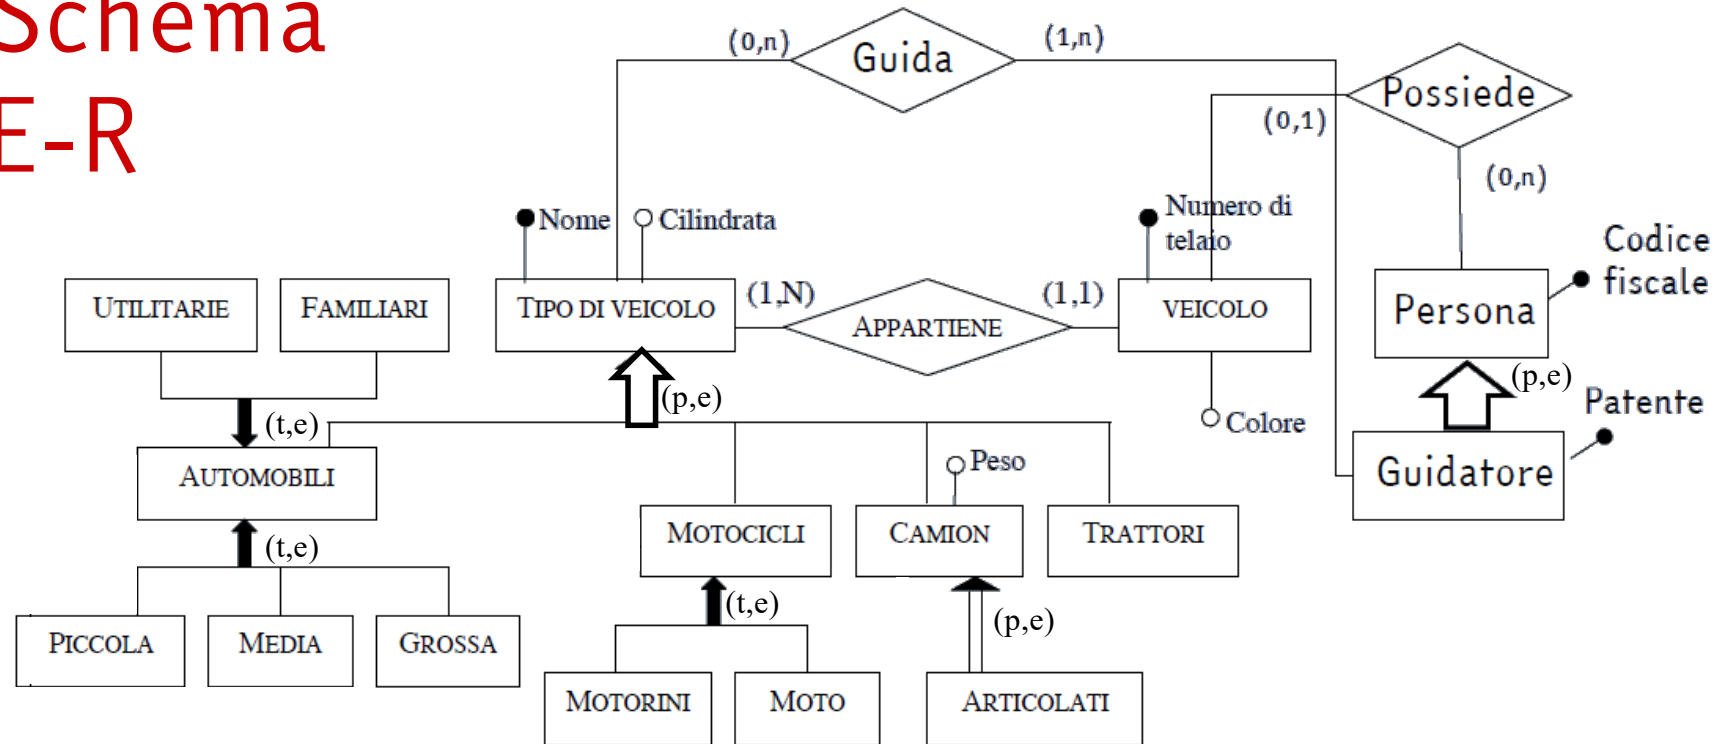 Schema
E-R
(0,n)
Guida
(1,n)
Possiede
(0,1)
(0,n)
Nome
Cilindrata
Numero di
telaio
Codice
fiscale
UTILITARIE
FAMILIARI
TIPO DI VEICOLO
(1,N)
APPARTIENE
(1,1)
VEICOLO
Persona
(p,e)
(p,e)
Patente
(t,e)
Colore
AUTOMOBILI
Peso
Guidatore
(t,e)
MOTOCICLI
CAMION
TRATTORI
(t,e)
(p,e)
PICCOLA
MEDIA
GROSSA
MOTORINI
MOTO
ARTICOLATI